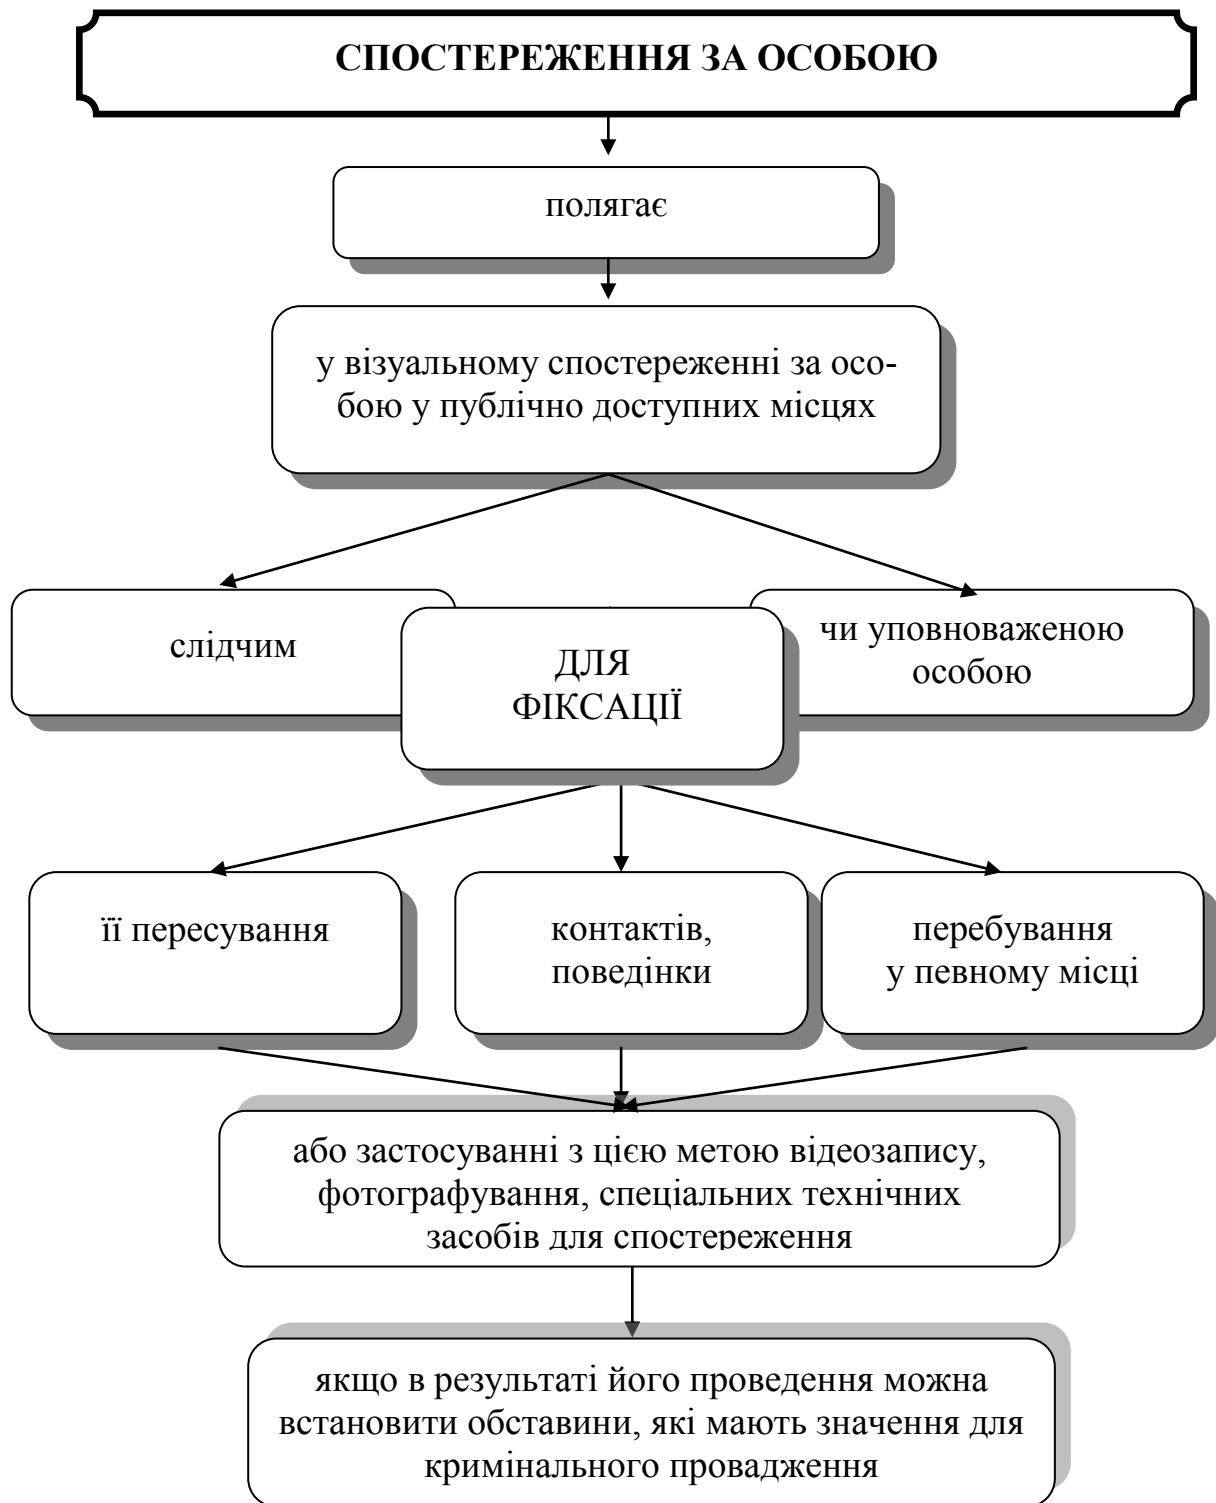 СПОСТЕРЕЖЕННЯ ЗА ОСОБОЮ
полягає
у візуальному спостереженні за осо-
бою у публічно доступних місцях
слідчим
чи уповноваженою
особою
ДЛЯ
ФІКСАЦІЇ
її пересування
контактів,
поведінки
перебування
у певному місці
або застосуванні з цією метою відеозапису,
фотографування, спеціальних технічних
засобів для спостереження
якщо в результаті його проведення можна
встановити обставини, які мають значення для
кримінального провадження